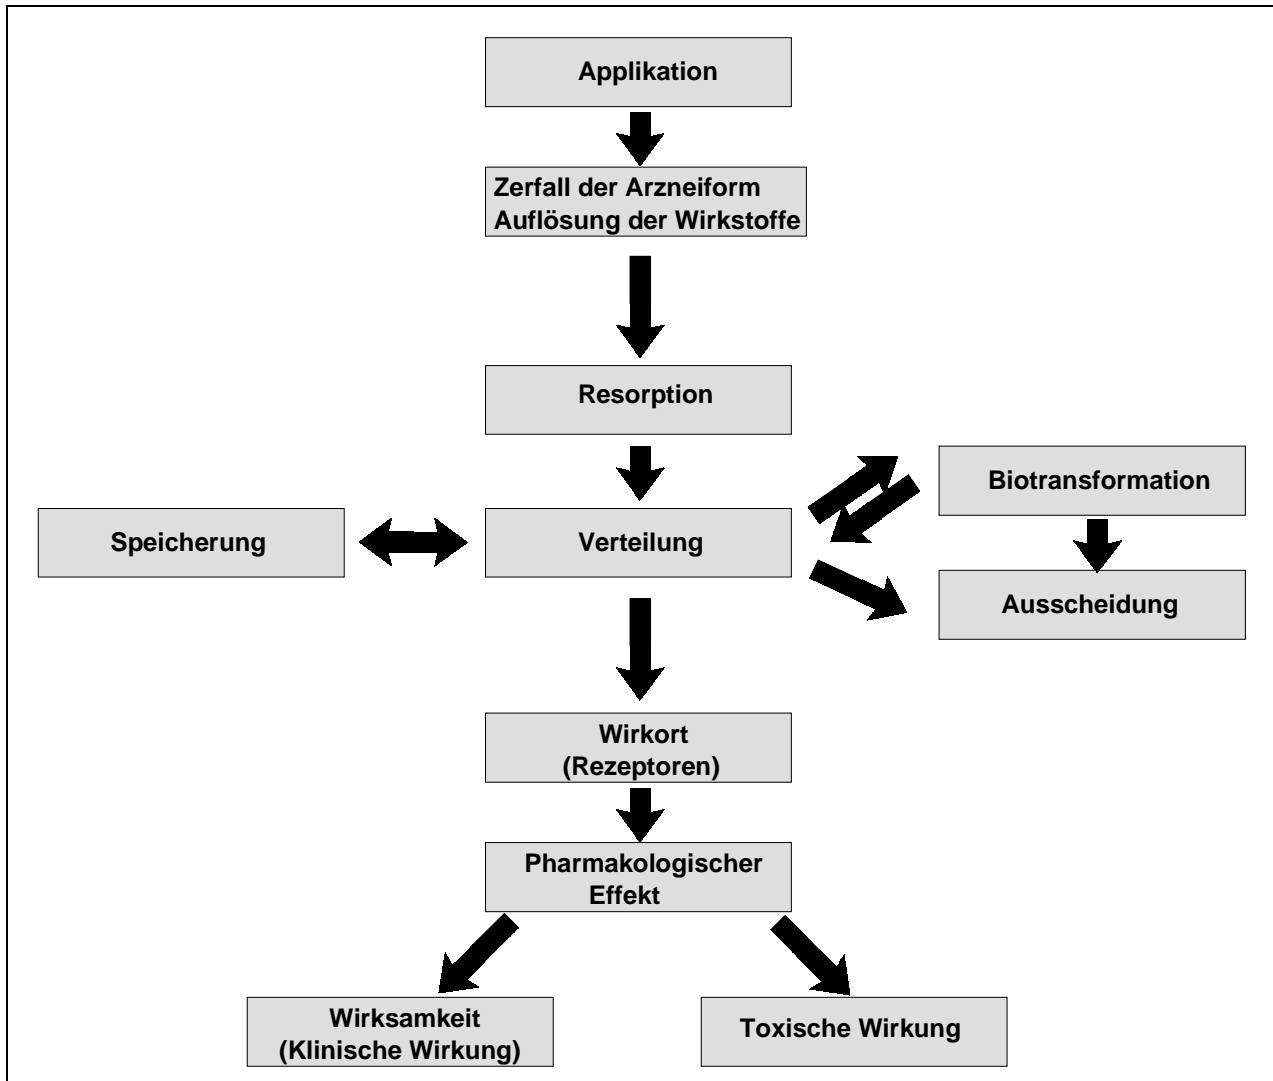 Applikation
Zerfall der Arzneiform
Auflösung der Wirkstoffe
Resorption
Biotransformation
Speicherung
Verteilung
Ausscheidung
Wirkort
(Rezeptoren)
Pharmakologischer
Effekt
Wirksamkeit
(Klinische Wirkung)
Toxische Wirkung